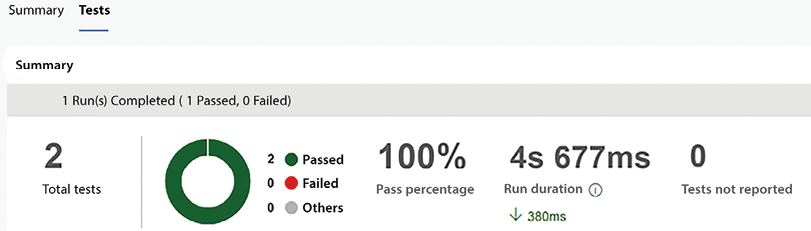 Summary Tests
Summary
1 Run(s) Completed ( 1 Passed, 0 Failed)
2
Total tests
2 Passed
0 Failed
0 Others
100%
Pass percentage
4s 677ms
Run duration
380ms
0
Tests not reported